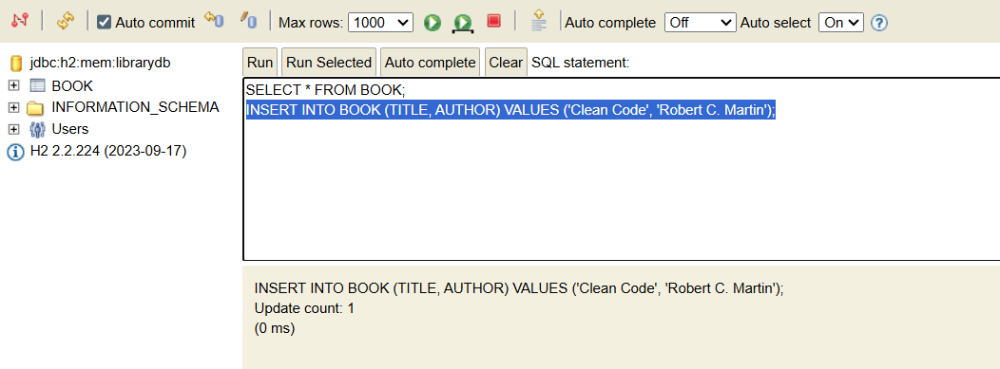 Auto commit Max rows: 1000 Auto complete Off Auto select On
jdbc:h2:mem:librarydb
BOOK
INFORMATION_SCHEMA
Users
H2 2.2.224 (2023-09-17)
Run Run Selected Auto complete Clear SQL statement:
SELECT * FROM BOOK;
INSERT INTO BOOK (TITLE, AUTHOR) VALUES ('Clean Code', 'Robert C. Martin');
INSERT INTO BOOK (TITLE, AUTHOR) VALUES ('Clean Code', 'Robert C. Martin');
Update count: 1
(0 ms)